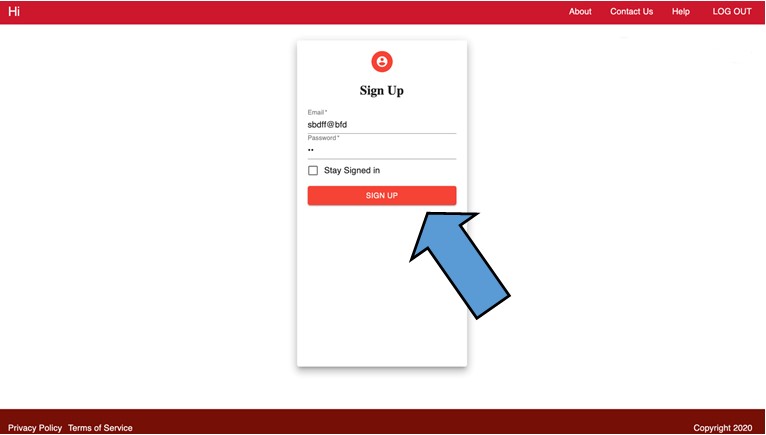 Hi About Contact Us Help LOG OUT
Sign Up
Email*
sbdff@bfd
Password*
••
Stay Signed in
SIGN UP
Privacy Policy Terms of Service Copyright 2020